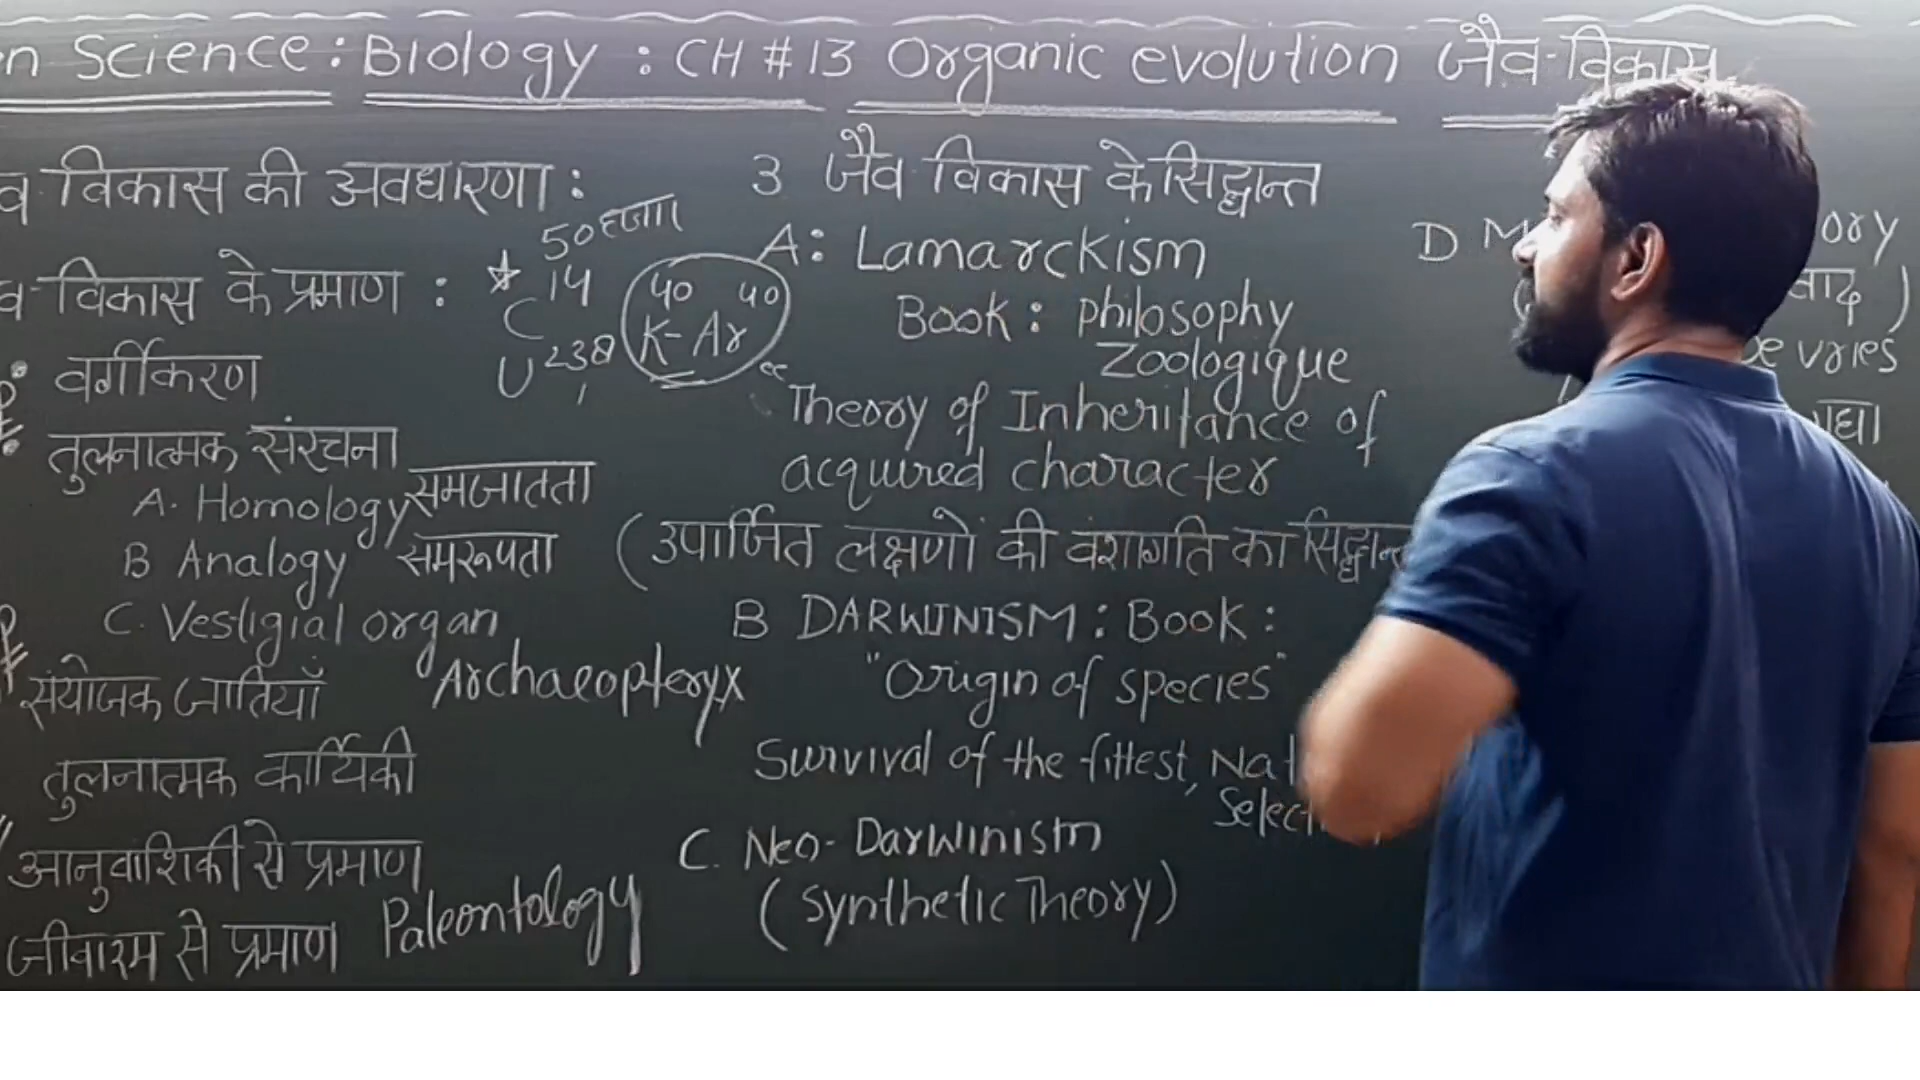 n Science : Biology : CH # 13 Organic evolution जैव-विकास
व-विकास की अवधारणा :
व-विकास के प्रमाण :
50 हजार
C 14
U 238
40 40
K-Ar
वर्गीकरण
तुलनात्मक संरचना
A. Homology समजातता
B Analogy समरूपता
C. Vestigial organ
संयोजक जातियाँ Archaeopteryx
तुलनात्मक कार्यिकी
आनुवांशिकी से प्रमाण
जीवाश्म से प्रमाण Paleontology
3 जैव विकास के सिद्धान्त
A: Lamarckism
Book : Philosophy
Zoologique
"Theory of Inheritance of
acquired character
(उपार्जित लक्षणों की वंशागति का सिद्धान्त
B DARWINISM : Book :
"Origin of species"
Survival of the fittest, Nat
Select
C. Neo-Darwinism
(Synthetic Theory)
D M ory
वाद )
e vries